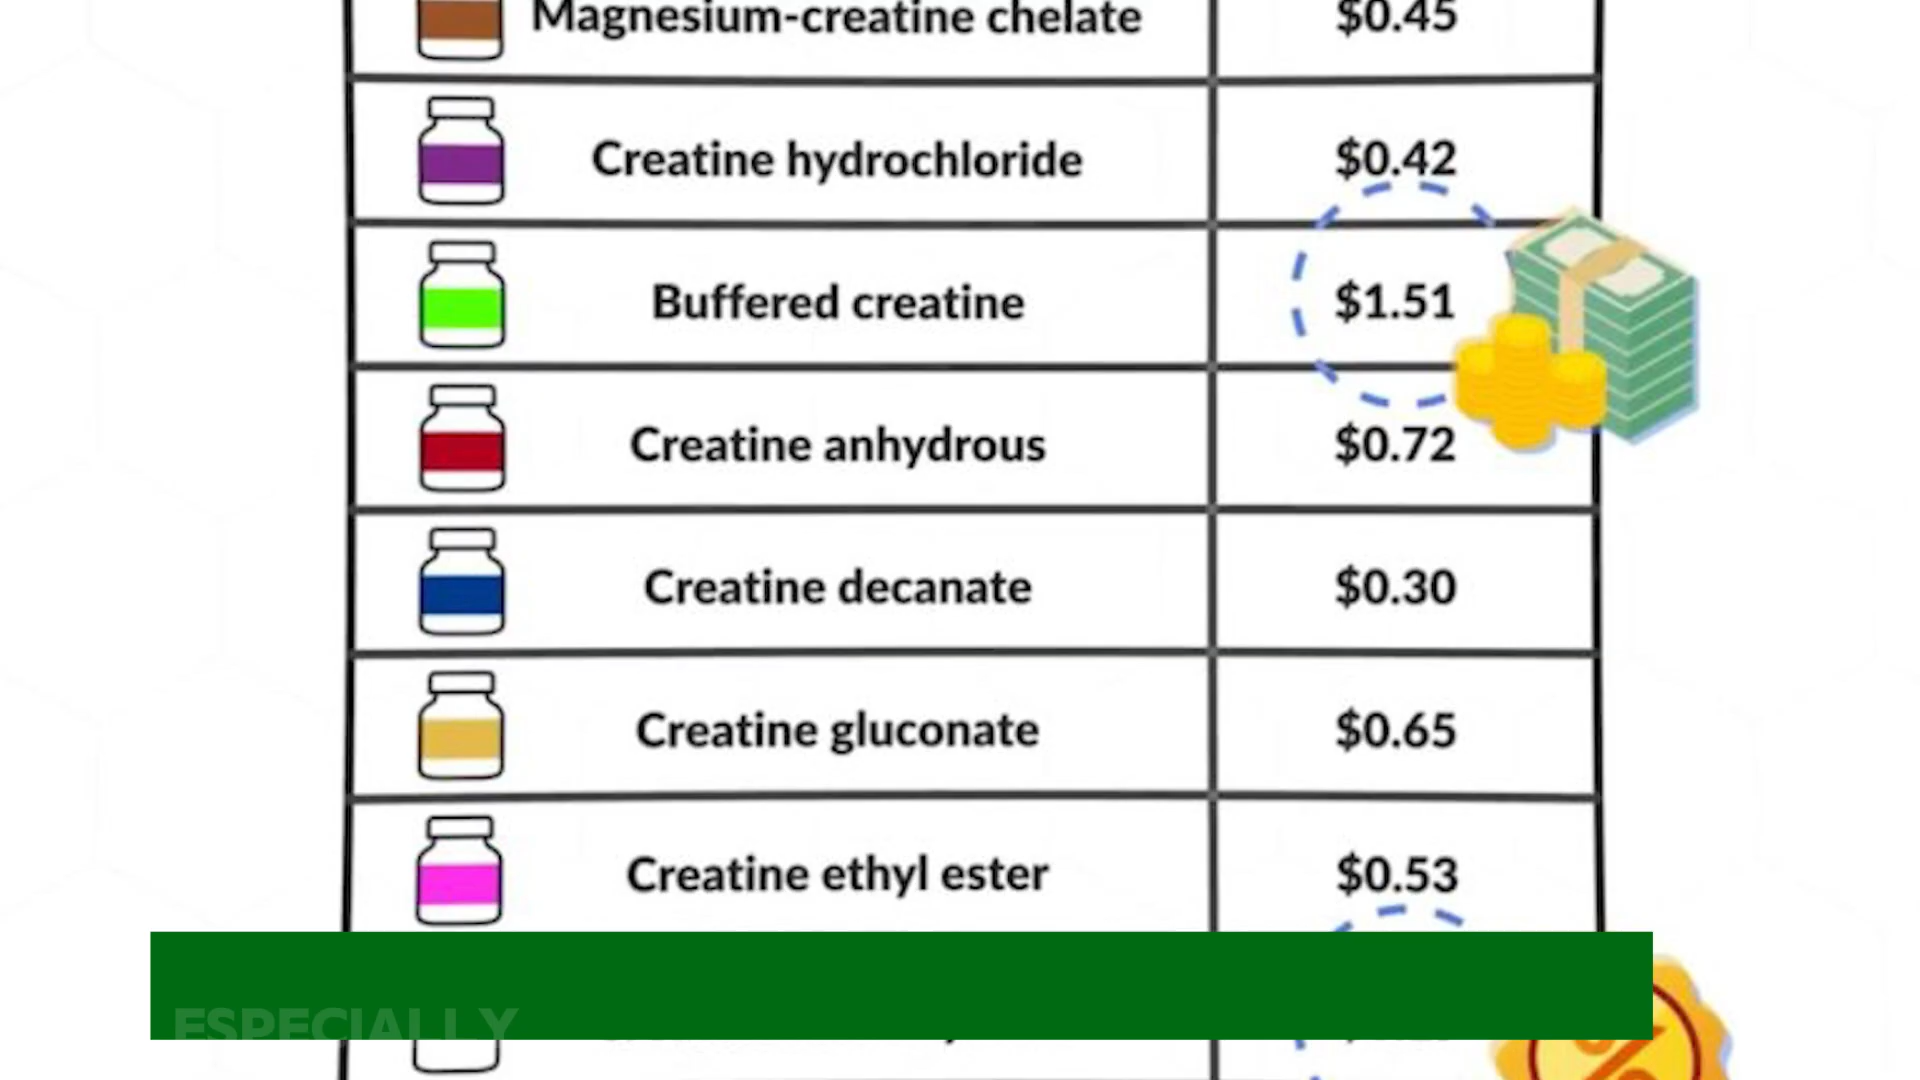 Magnesium-creatine chelate $0.45
Creatine hydrochloride $0.42
Buffered creatine $1.51
Creatine anhydrous $0.72
Creatine decanate $0.30
Creatine gluconate $0.65
Creatine ethyl ester $0.53
ESPECIALLY
%